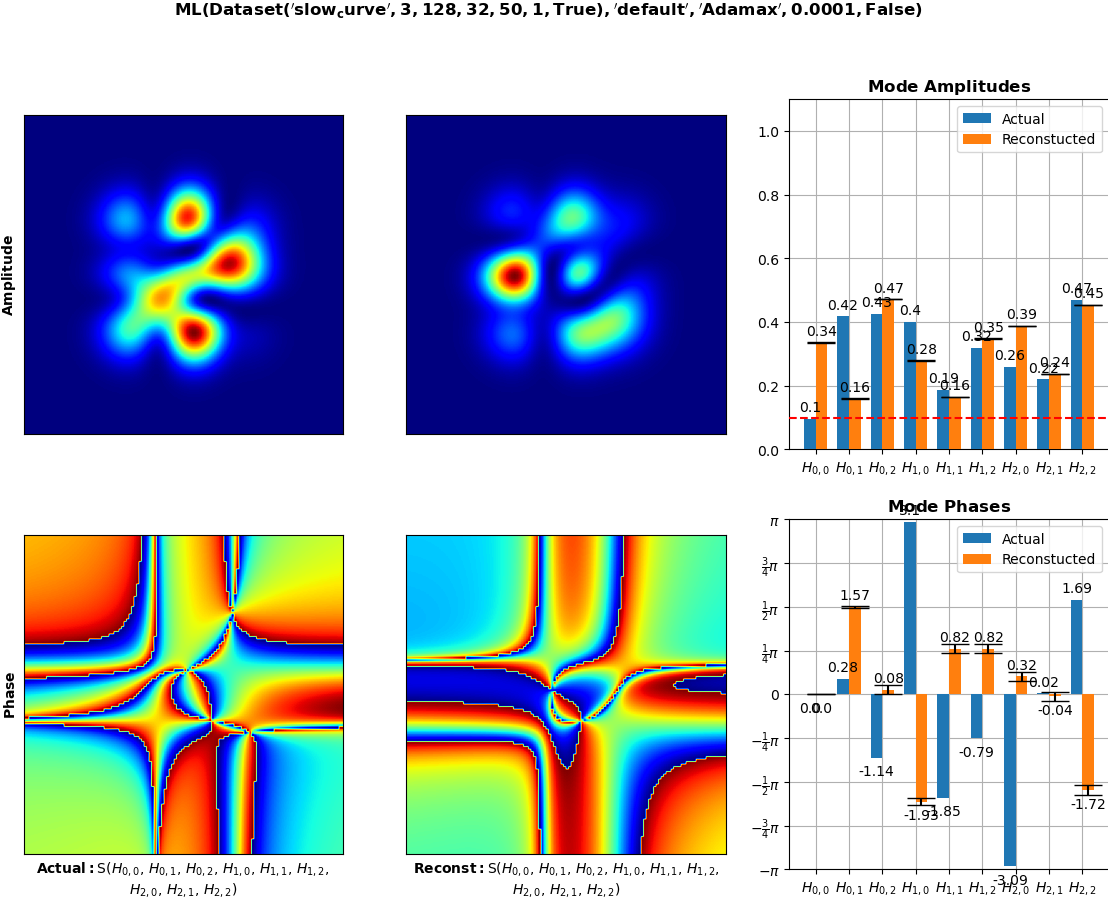 ML(Dataset('slow_curve', 3, 128, 32, 50, 1, True), 'default', 'Adamax', 0.0001, False)
Amplitude
Mode Amplitudes
Actual
Reconstucted
1.0
0.8
0.6
0.4
0.2
0.0
0.1 0.34 0.42 0.16 0.43 0.47 0.4 0.28 0.19 0.16 0.32 0.35 0.26 0.39 0.22 0.24 0.47 0.45
H0,0 H0,1 H0,2 H1,0 H1,1 H1,2 H2,0 H2,1 H2,2
Phase
Actual: S(H0,0, H0,1, H0,2, H1,0, H1,1, H1,2,
H2,0, H2,1, H2,2)
Reconst: S(H0,0, H0,1, H0,2, H1,0, H1,1, H1,2,
H2,0, H2,1, H2,2)
Mode Phases
Actual
Reconstucted
π
3/4π
1/2π
1/4π
0
−1/4π
−1/2π
−3/4π
−π
0.0 0.0 0.28 1.57 -1.14 0.08 3.1 -1.93 -1.85 0.82 -0.79 0.82 -3.09 0.32 0.02 -0.04 1.69 -1.72
H0,0 H0,1 H0,2 H1,0 H1,1 H1,2 H2,0 H2,1 H2,2